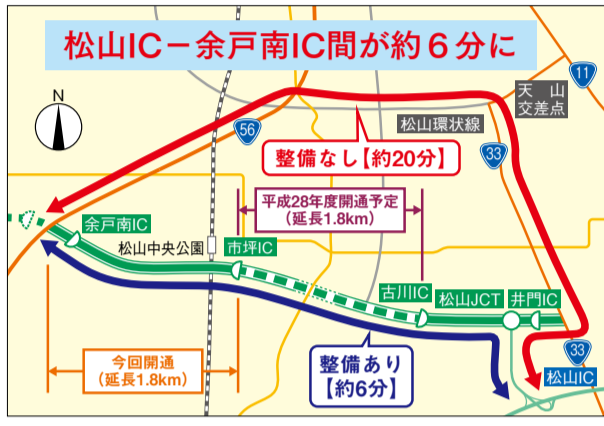 松山IC－余戸南IC間が約６分に
N
11
天山
交差点
56
松山環状線
33
整備なし【約20分】
平成28年度開通予定
（延長1.8km）
余戸南IC
松山中央公園
市坪IC
古川IC
松山JCT
井門IC
今回開通
（延長1.8km）
整備あり
【約6分】
33
松山IC